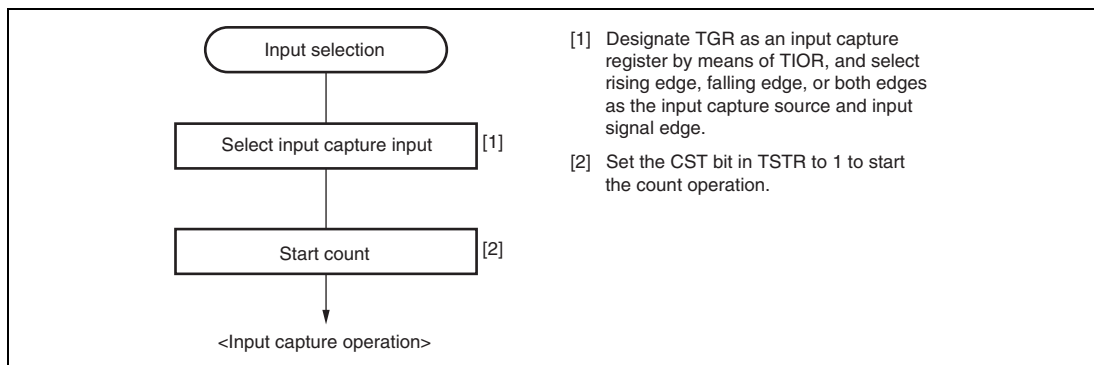 Input selection
Select input capture input
[1]
Start count
[2]
<Input capture operation>
[1] Designate TGR as an input capture
register by means of TIOR, and select
rising edge, falling edge, or both edges
as the input capture source and input
signal edge.
[2] Set the CST bit in TSTR to 1 to start
the count operation.